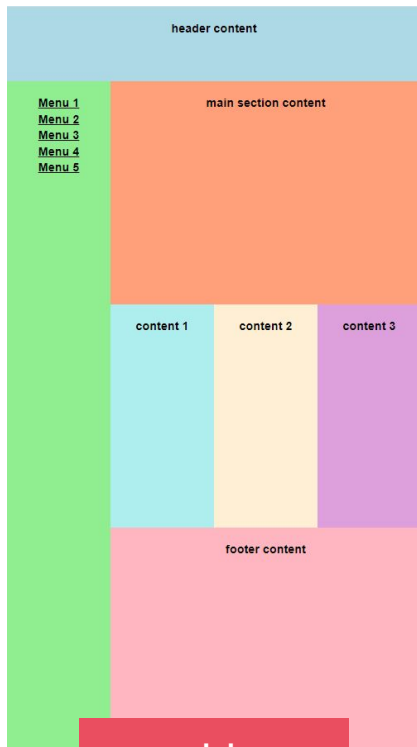 header content
Menu 1
Menu 2
Menu 3
Menu 4
Menu 5
main section content
content 1
content 2
content 3
footer content